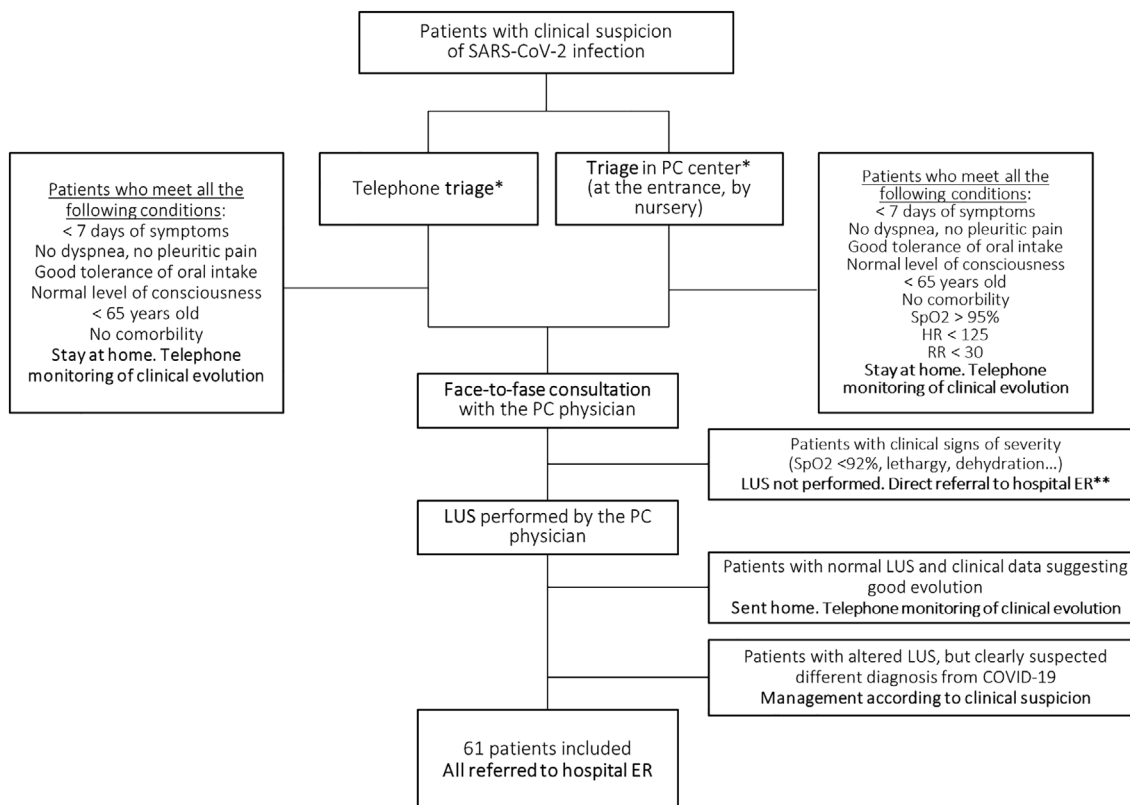 Patients with clinical suspicion
of SARS-CoV-2 infection
Telephone triage*
Triage in PC center*
(at the entrance, by
nursery)
Patients who meet all the
following conditions:
< 7 days of symptoms
No dyspnea, no pleuritic pain
Good tolerance of oral intake
Normal level of consciousness
< 65 years old
No comorbility
Stay at home. Telephone
monitoring of clinical evolution
Patients who meet all the
following conditions:
< 7 days of symptoms
No dyspnea, no pleuritic pain
Good tolerance of oral intake
Normal level of consciousness
< 65 years old
No comorbility
SpO2 > 95%
HR < 125
RR < 30
Stay at home. Telephone
monitoring of clinical evolution
Face-to-fase consultation
with the PC physician
Patients with clinical signs of severity
(SpO2 <92%, lethargy, dehydration...)
LUS not performed. Direct referral to hospital ER**
LUS performed by the PC
physician
Patients with normal LUS and clinical data suggesting
good evolution
Sent home. Telephone monitoring of clinical evolution
Patients with altered LUS, but clearly suspected
different diagnosis from COVID-19
Management according to clinical suspicion
61 patients included
All referred to hospital ER